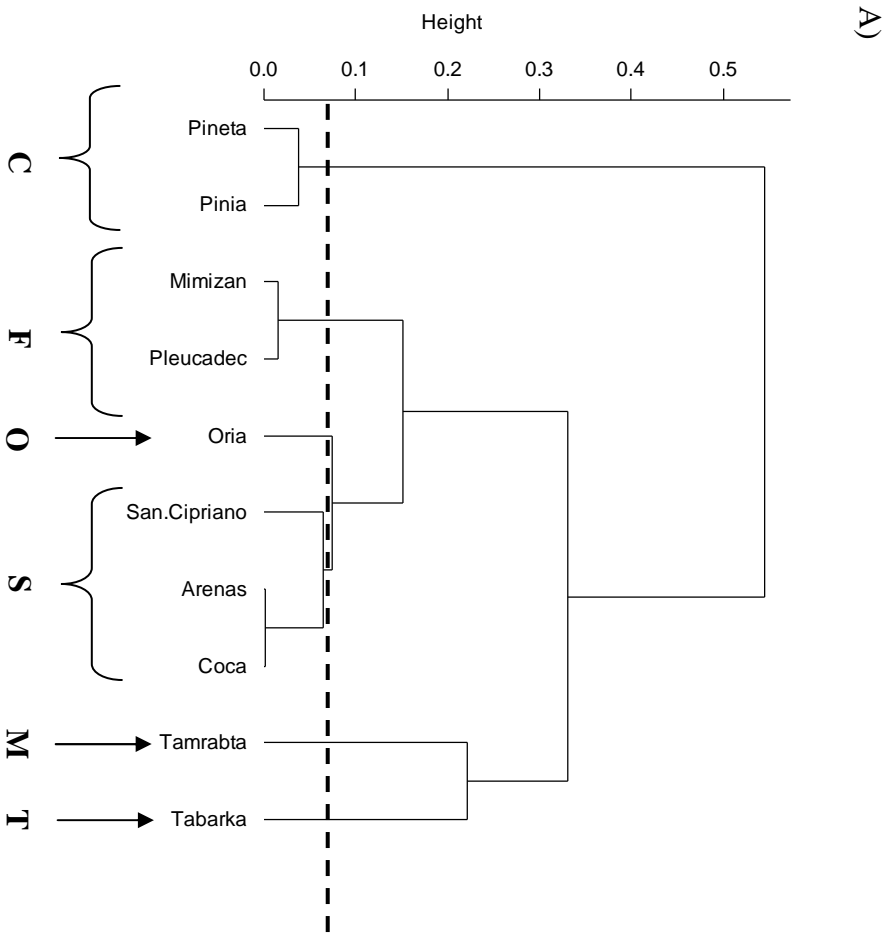 A)
Height
0.0 0.1 0.2 0.3 0.4 0.5
C
Pineta
Pinia
F
Mimizan
Pleucadec
O
Oria
S
San.Cipriano
Arenas
Coca
M
Tamrabta
T
Tabarka